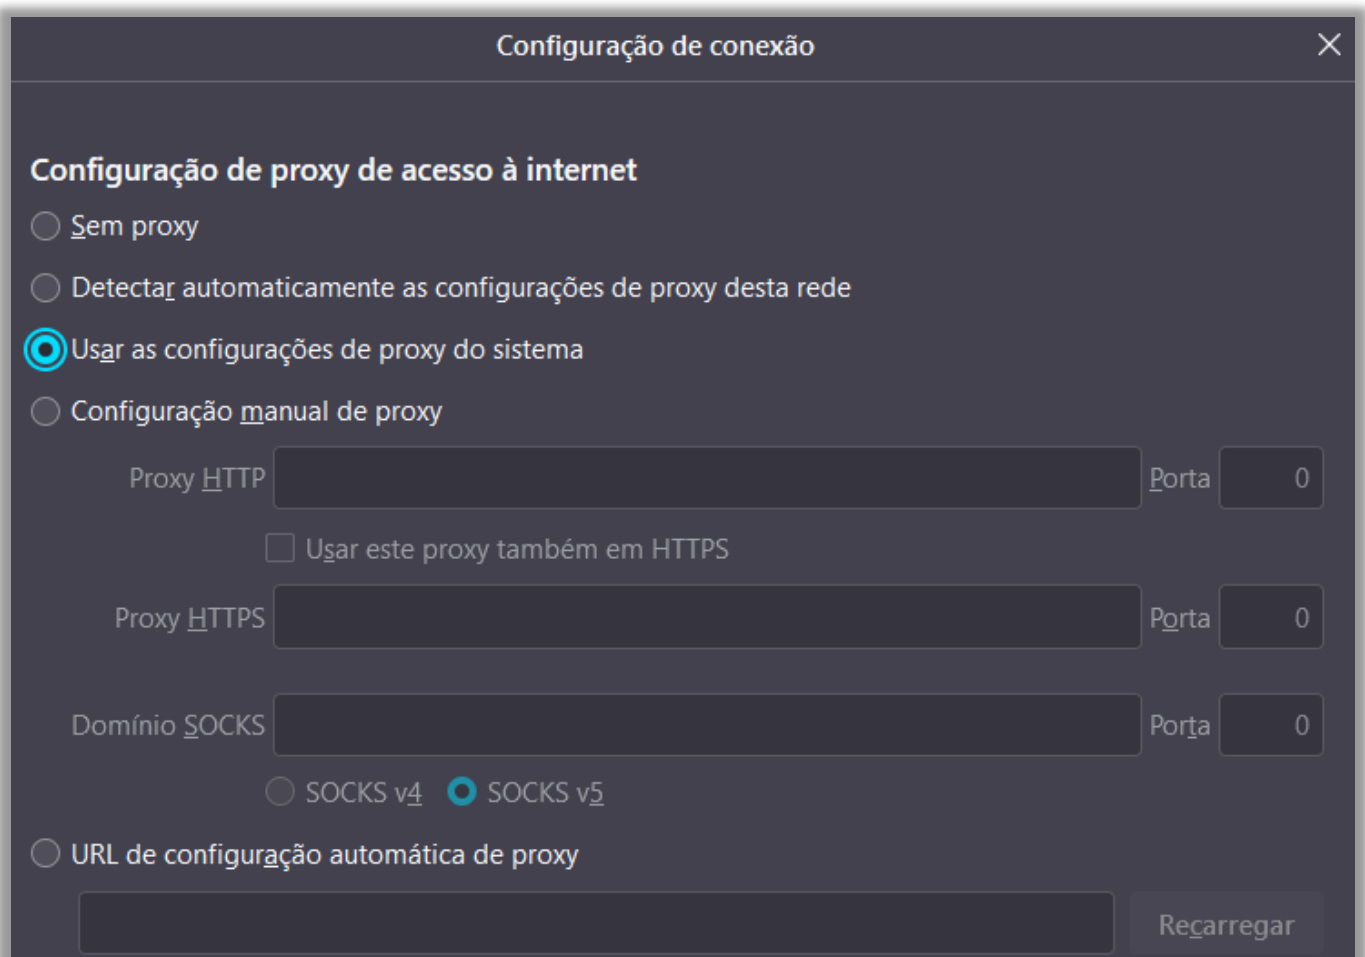 Configuração de conexão
Configuração de proxy de acesso à internet
Sem proxy
Detectar automaticamente as configurações de proxy desta rede
Usar as configurações de proxy do sistema
Configuração manual de proxy
Proxy HTTP Porta 0
Usar este proxy também em HTTPS
Proxy HTTPS Porta 0
Domínio SOCKS Porta 0
SOCKS v4 SOCKS v5
URL de configuração automática de proxy
Recarregar